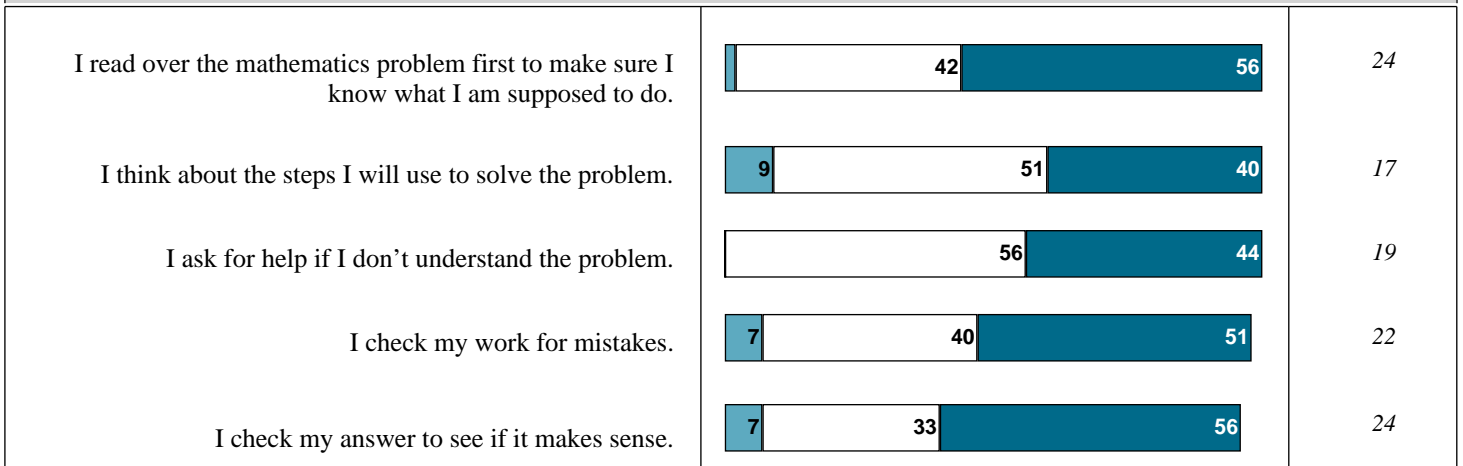 I read over the mathematics problem first to make sure I
know what I am supposed to do.
42 56 24
I think about the steps I will use to solve the problem.
9 51 40 17
I ask for help if I don’t understand the problem.
56 44 19
I check my work for mistakes.
7 40 51 22
I check my answer to see if it makes sense.
7 33 56 24